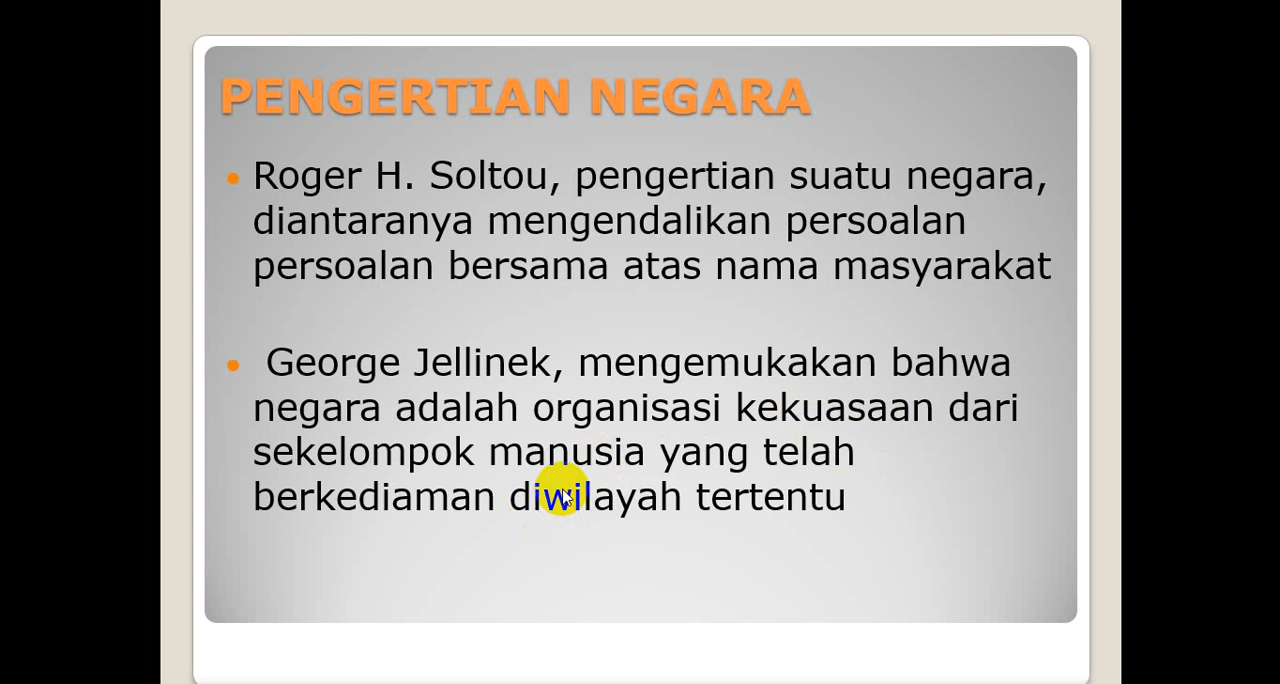 PENGERTIAN NEGARA
• Roger H. Soltou, pengertian suatu negara,
diantaranya mengendalikan persoalan
persoalan bersama atas nama masyarakat
• George Jellinek, mengemukakan bahwa
negara adalah organisasi kekuasaan dari
sekelompok manusia yang telah
berkediaman diwilayah tertentu